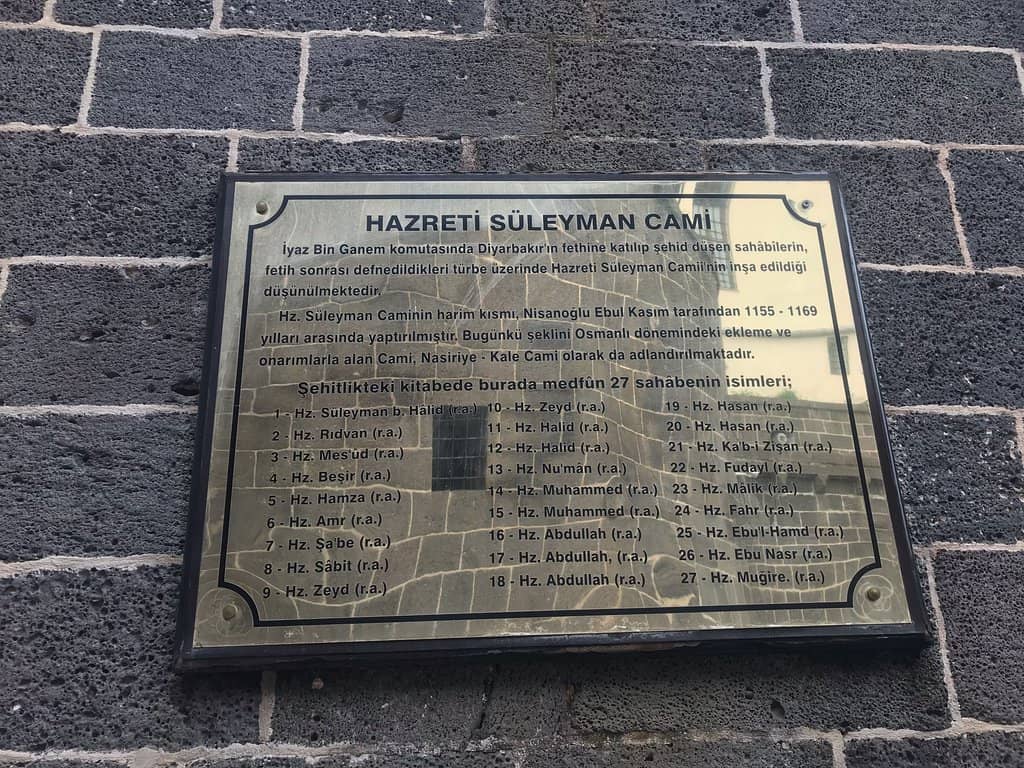 HAZRETİ SÜLEYMAN CAMİ
İyaz Bin Ganem komutasında Diyarbakır'ın fethine katılıp şehid düşen sahâbîlerin,
fetih sonrası defnedildikleri türbe üzerinde Hazreti Süleyman Camii'nin inşa edildiği
düşünülmektedir.
Hz. Süleyman Caminin harim kısmı, Nisanoğlu Ebul Kasım tarafından 1155 - 1169
yılları arasında yaptırılmıştır. Bugünkü şeklini Osmanlı dönemindeki ekleme ve
onarımlarla alan Cami, Nasiriye - Kale Cami olarak da adlandırılmaktadır.
Şehitlikteki kitabede burada medfûn 27 sahâbenin isimleri;
1 - Hz. Süleyman b. Hâlid (r.a.)
2 - Hz. Rıdvan (r.a.)
3 - Hz. Mes'ûd (r.a.)
4 - Hz. Beşir (r.a.)
5 - Hz. Hamza (r.a.)
6 - Hz. Amr (r.a.)
7 - Hz. Şa'be (r.a.)
8 - Hz. Sâbit (r.a.)
9 - Hz. Zeyd (r.a.)
10 - Hz. Zeyd (r.a.)
11 - Hz. Halid (r.a.)
12 - Hz. Halid (r.a.)
13 - Hz. Nu'mân (r.a.)
14 - Hz. Muhammed (r.a.)
15 - Hz. Muhammed (r.a.)
16 - Hz. Abdullah (r.a.)
17 - Hz. Abdullah, (r.a.)
18 - Hz. Abdullah (r.a.)
19 - Hz. Hasan (r.a.)
20 - Hz. Hasan (r.a.)
21 - Hz. Ka'b-i Zişan (r.a.)
22 - Hz. Fudayl (r.a.)
23 - Hz. Mâlik (r.a.)
24 - Hz. Fahr (r.a.)
25 - Hz. Ebu'l-Hamd (r.a.)
26 - Hz. Ebu Nasr (r.a.)
27 - Hz. Muğire. (r.a.)